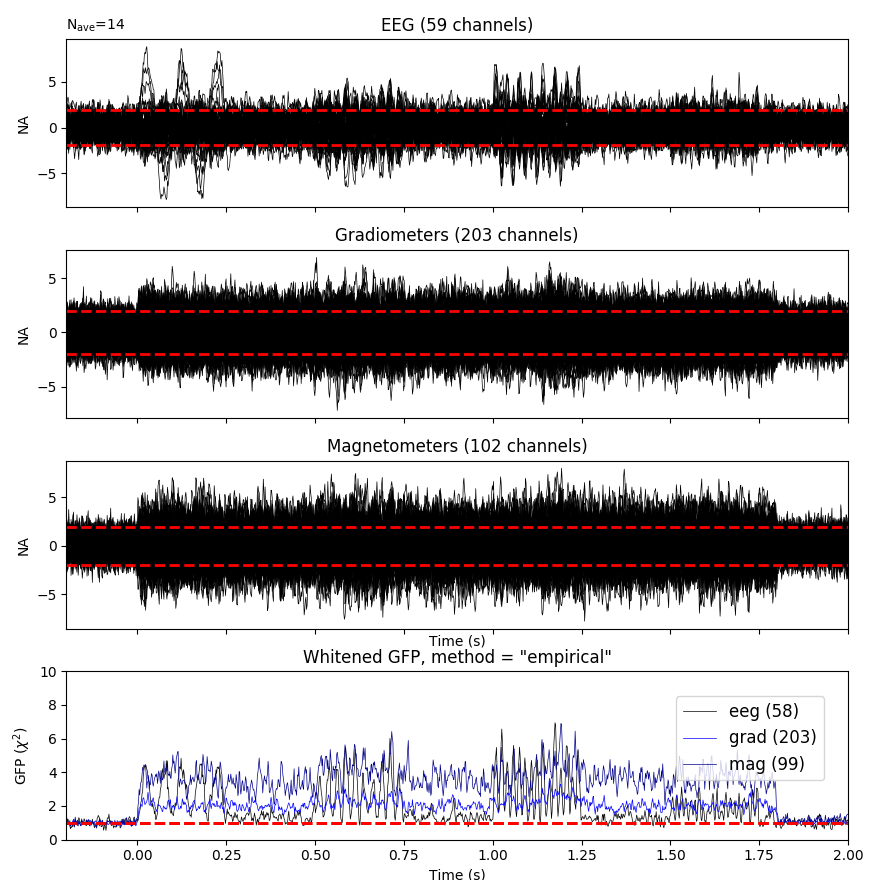 N_ave=14
EEG (59 channels)
5
0
−5
NA
Gradiometers (203 channels)
5
0
−5
NA
Magnetometers (102 channels)
5
0
−5
NA
Time (s)
Whitened GFP, method = "empirical"
10
8
6
4
2
0
GFP (χ²)
eeg (58)
grad (203)
mag (99)
0.00 0.25 0.50 0.75 1.00 1.25 1.50 1.75 2.00
Time (s)